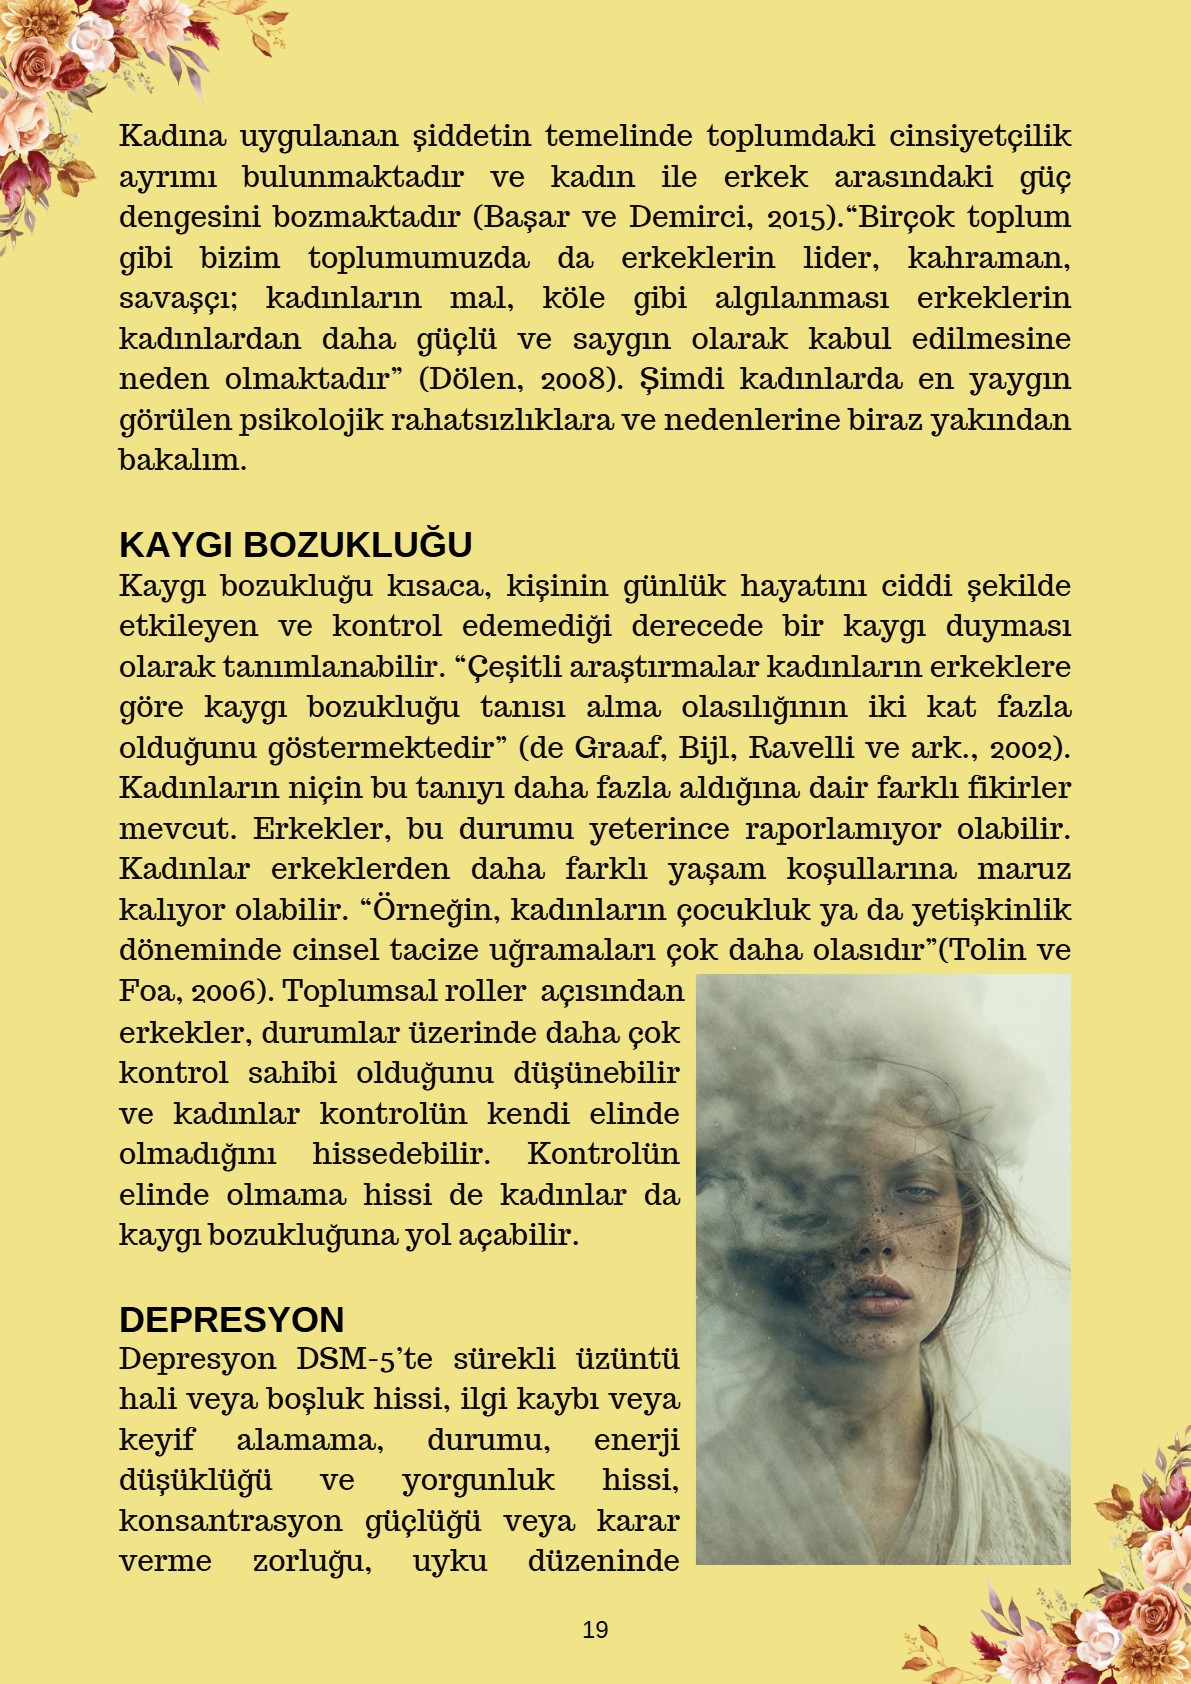 Kadına uygulanan şiddetin temelinde toplumdaki cinsiyetçilik
ayrımı bulunmaktadır ve kadın ile erkek arasındaki güç
dengesini bozmaktadır (Başar ve Demirci, 2015).“Birçok toplum
gibi bizim toplumumuzda da erkeklerin lider, kahraman,
savaşçı; kadınların mal, köle gibi algılanması erkeklerin
kadınlardan daha güçlü ve saygın olarak kabul edilmesine
neden olmaktadır” (Dölen, 2008). Şimdi kadınlarda en yaygın
görülen psikolojik rahatsızlıklara ve nedenlerine biraz yakından
bakalım.
KAYGI BOZUKLUĞU
Kaygı bozukluğu kısaca, kişinin günlük hayatını ciddi şekilde
etkileyen ve kontrol edemediği derecede bir kaygı duyması
olarak tanımlanabilir. “Çeşitli araştırmalar kadınların erkeklere
göre kaygı bozukluğu tanısı alma olasılığının iki kat fazla
olduğunu göstermektedir” (de Graaf, Bijl, Ravelli ve ark., 2002).
Kadınların niçin bu tanıyı daha fazla aldığına dair farklı fikirler
mevcut. Erkekler, bu durumu yeterince raporlamıyor olabilir.
Kadınlar erkeklerden daha farklı yaşam koşullarına maruz
kalıyor olabilir. “Örneğin, kadınların çocukluk ya da yetişkinlik
döneminde cinsel tacize uğramaları çok daha olasıdır”(Tolin ve
Foa, 2006). Toplumsal roller açısından
erkekler, durumlar üzerinde daha çok
kontrol sahibi olduğunu düşünebilir
ve kadınlar kontrolün kendi elinde
olmadığını hissedebilir. Kontrolün
elinde olmama hissi de kadınlar da
kaygı bozukluğuna yol açabilir.
DEPRESYON
Depresyon DSM-5’te sürekli üzüntü
hali veya boşluk hissi, ilgi kaybı veya
keyif alamama, durumu, enerji
düşüklüğü ve yorgunluk hissi,
konsantrasyon güçlüğü veya karar
verme zorluğu, uyku düzeninde
19